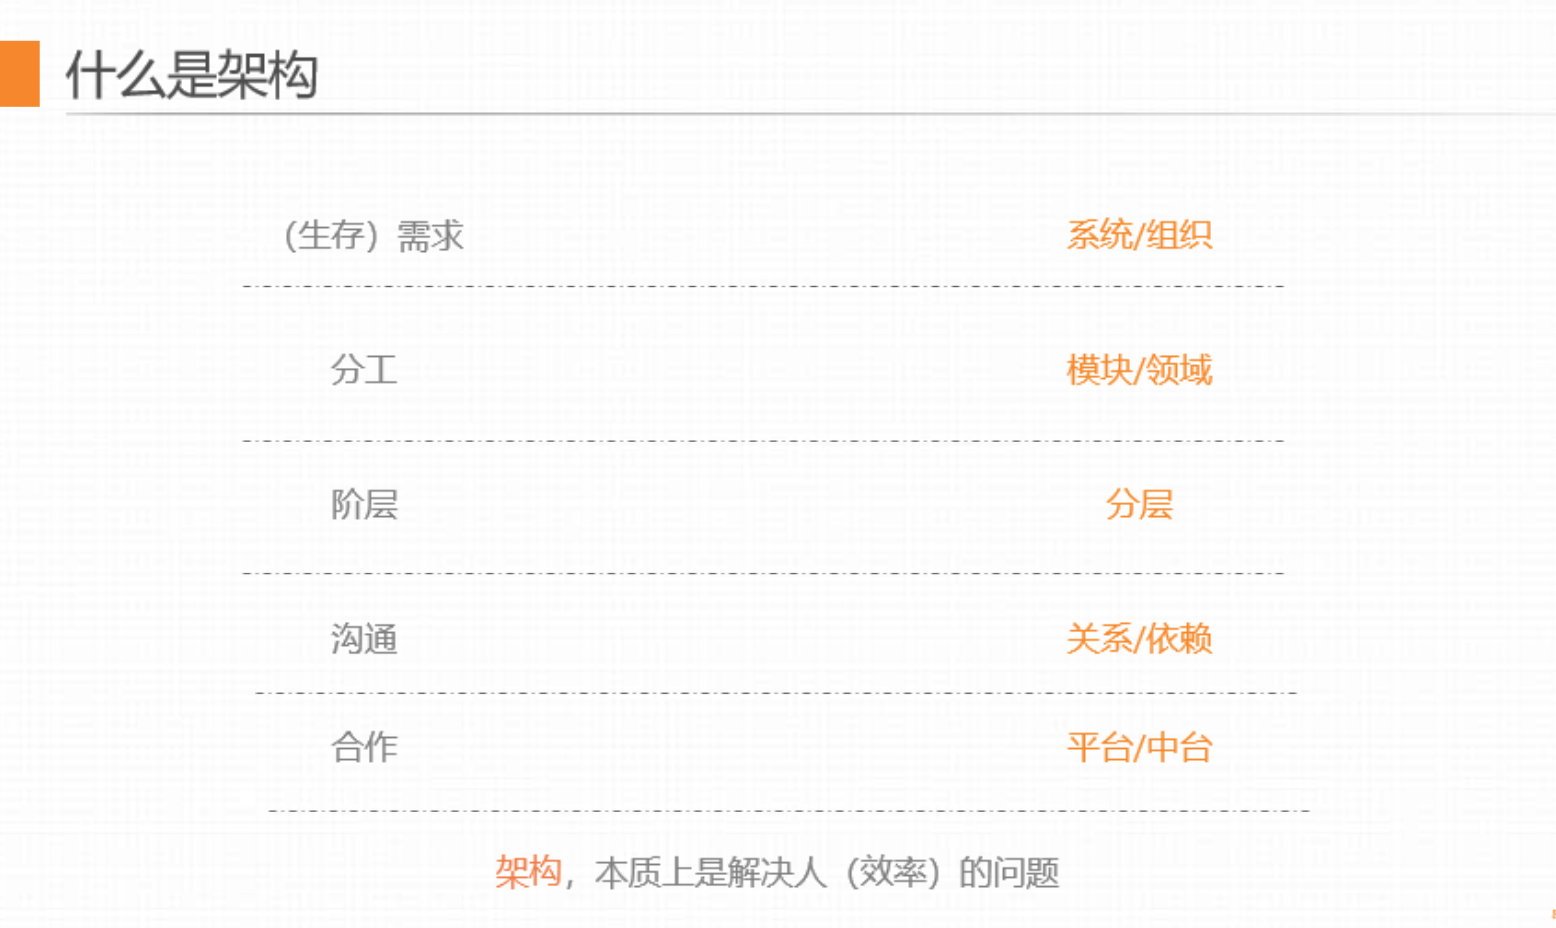 什么是架构
（生存）需求 系统/组织
分工 模块/领域
阶层 分层
沟通 关系/依赖
合作 平台/中台
架构，本质上是解决人（效率）的问题